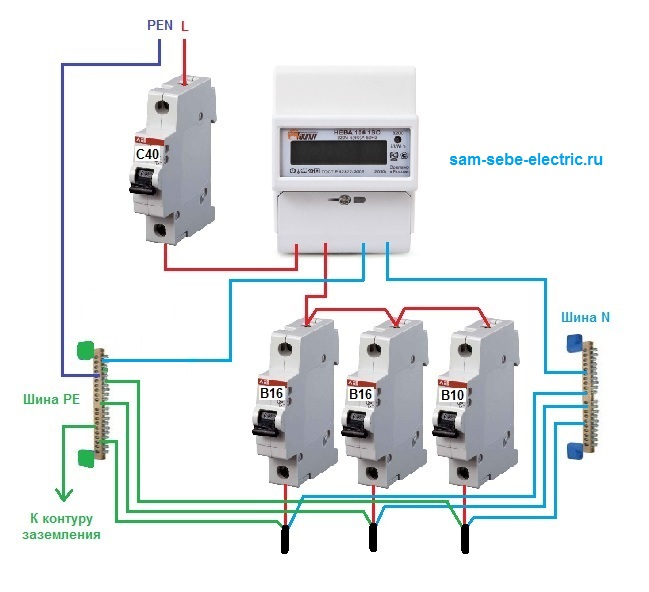 PEN L
C40
НЕВА
sam-sebe-electric.ru
Шина N
Шина PE
B16
B16
B10
К контуру
заземления